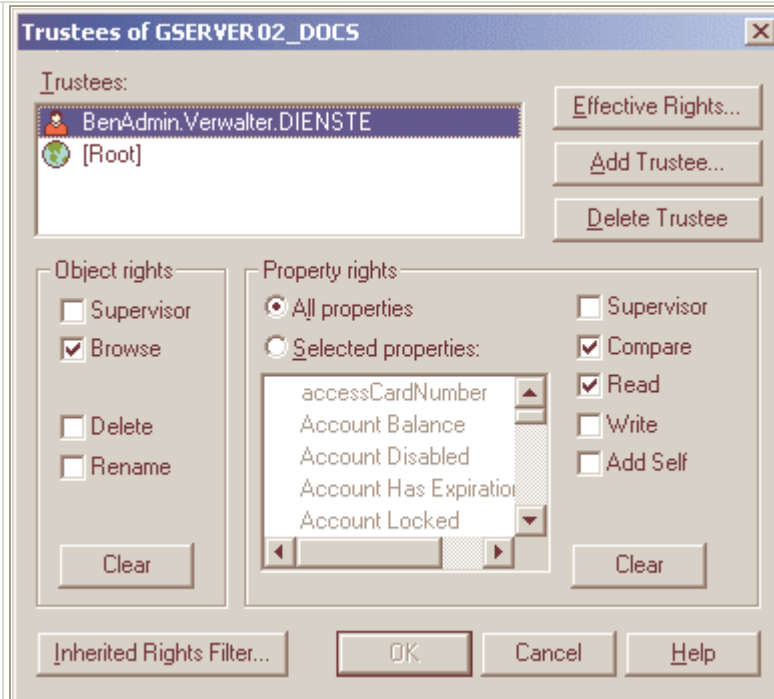 Trustees of GSERVER02_DOCS
Trustees:
BenAdmin.Verwalter.DIENSTE
[Root]
Effective Rights...
Add Trustee...
Delete Trustee
Object rights
Supervisor
Browse
Delete
Rename
Clear
Property rights
All properties
Selected properties:
accessCardNumber
Account Balance
Account Disabled
Account Has Expiration
Account Locked
Supervisor
Compare
Read
Write
Add Self
Clear
Inherited Rights Filter...
OK
Cancel
Help